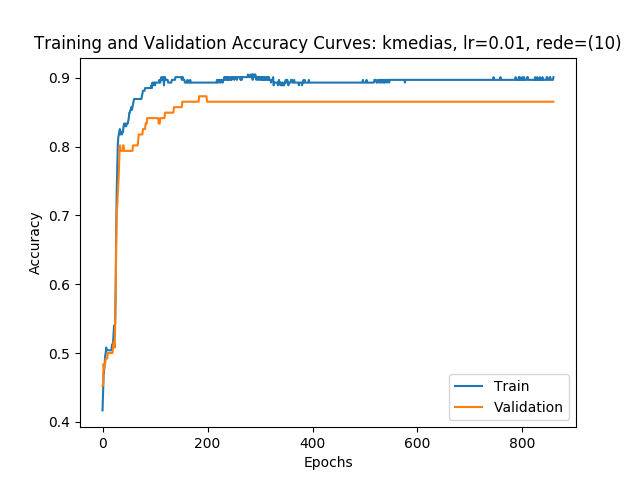 Training and Validation Accuracy Curves: kmedias, lr=0.01, rede=(10)
0.9
0.8
0.7
0.6
0.5
0.4
Accuracy
0 200 400 600 800
Epochs
Train
Validation